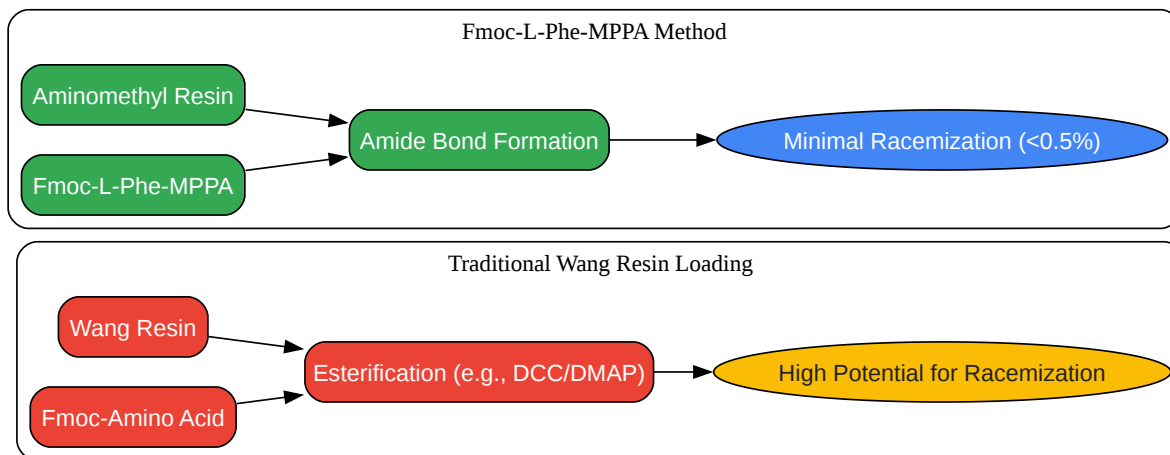 Fmoc-L-Phe-MPPA Method
Aminomethyl Resin
Fmoc-L-Phe-MPPA
Amide Bond Formation
Minimal Racemization (<0.5%)
Traditional Wang Resin Loading
Wang Resin
Fmoc-Amino Acid
Esterification (e.g., DCC/DMAP)
High Potential for Racemization